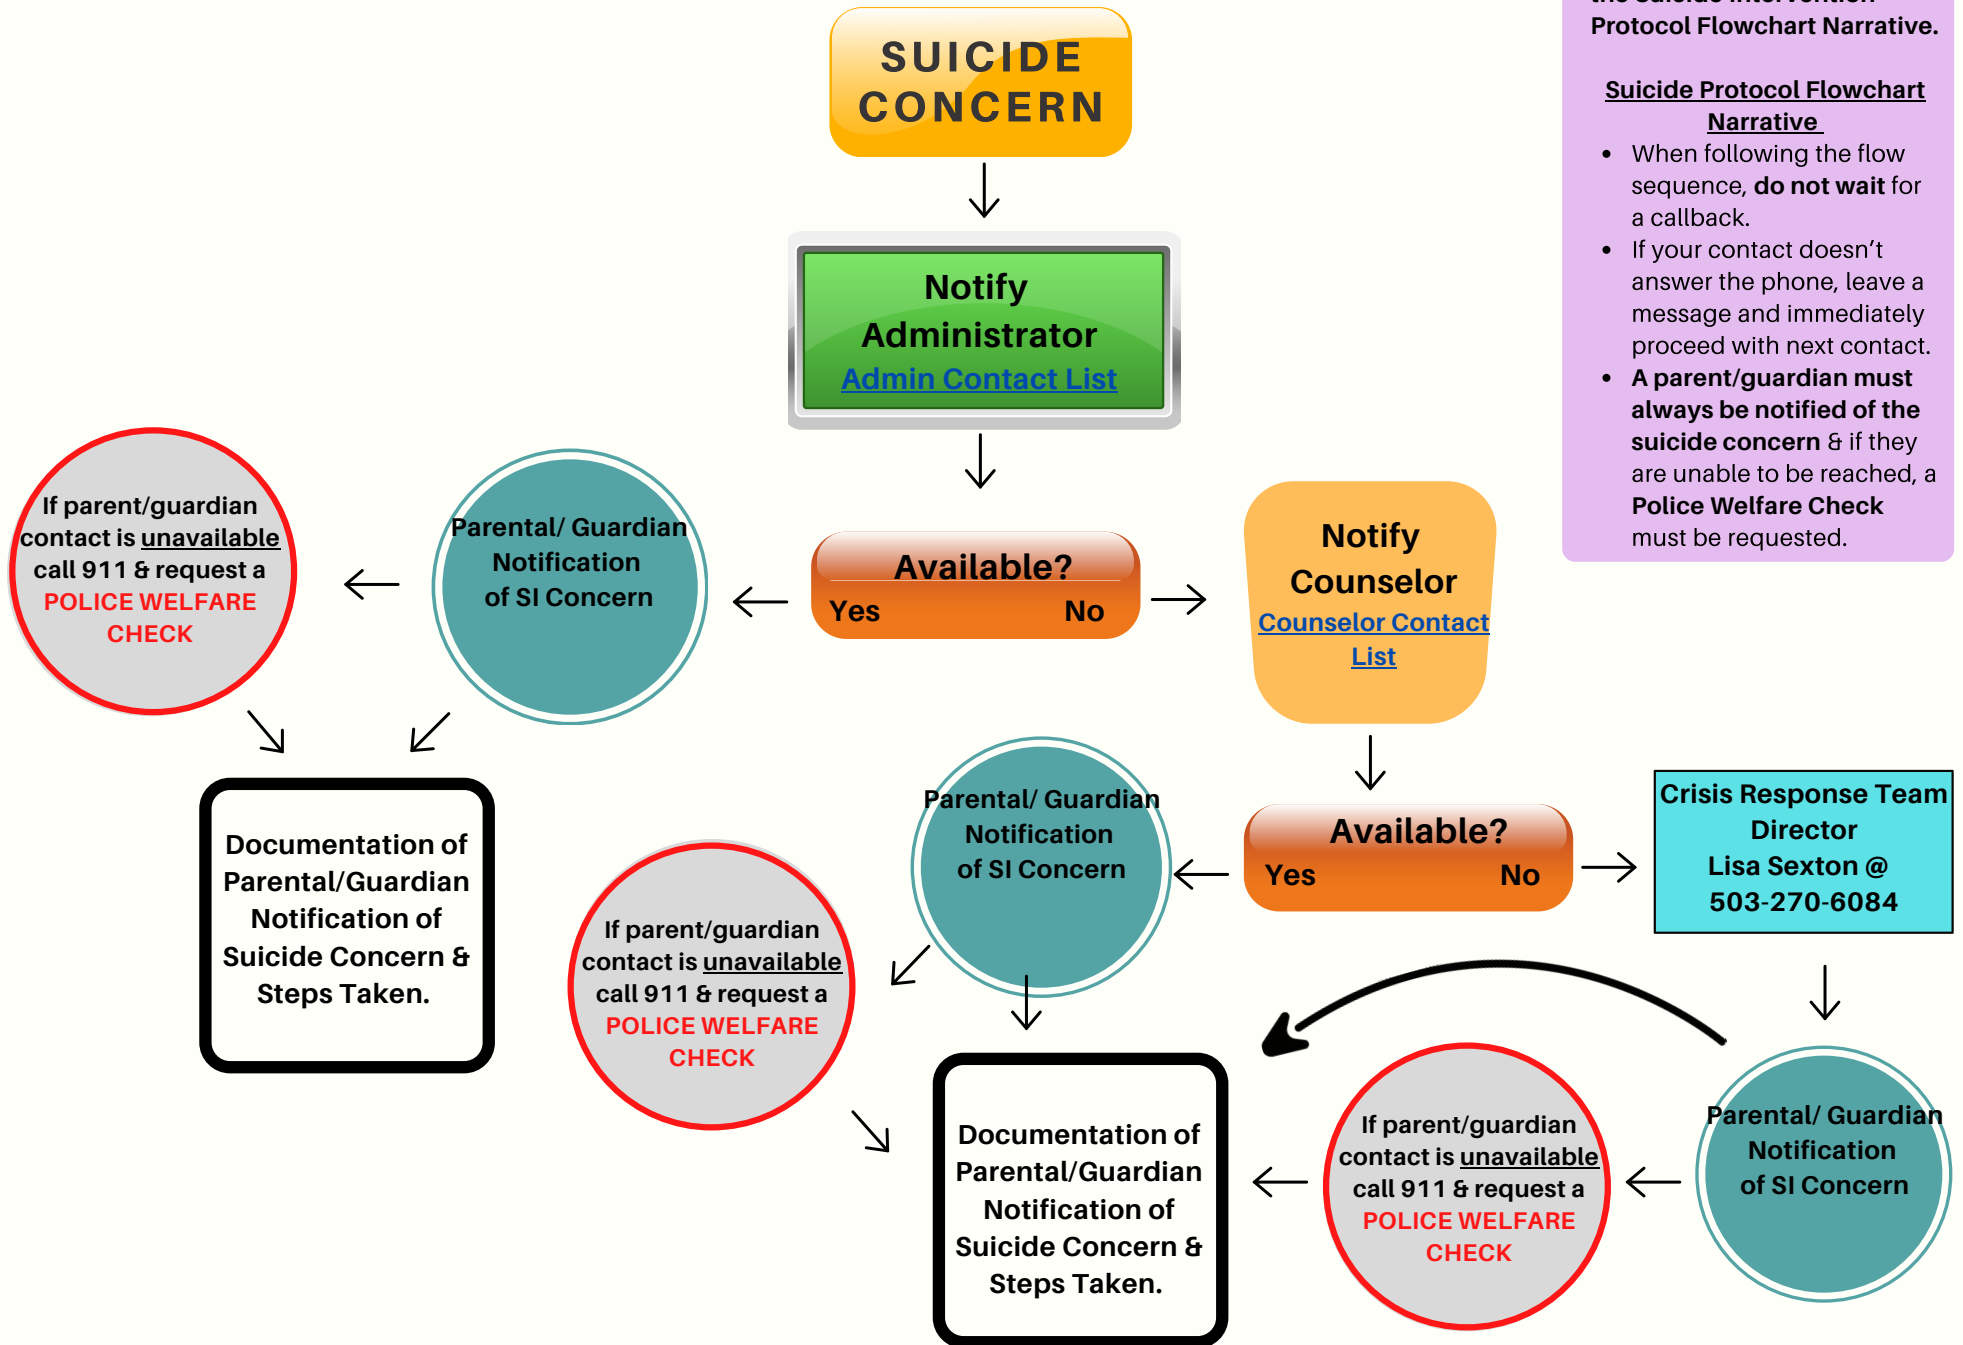 the Suicide Intervention
Protocol Flowchart Narrative.
Suicide Protocol Flowchart
Narrative
• When following the flow
sequence, do not wait for
a callback.
• If your contact doesn't
answer the phone, leave a
message and immediately
proceed with next contact.
• A parent/guardian must
always be notified of the
suicide concern & if they
are unable to be reached, a
Police Welfare Check
must be requested.
SUICIDE
CONCERN
Notify
Administrator
Admin Contact List
Available?
Yes No
Parental/ Guardian
Notification
of SI Concern
If parent/guardian
contact is unavailable
call 911 & request a
POLICE WELFARE
CHECK
Documentation of
Parental/Guardian
Notification of
Suicide Concern &
Steps Taken.
Notify
Counselor
Counselor Contact
List
Available?
Yes No
Parental/ Guardian
Notification
of SI Concern
If parent/guardian
contact is unavailable
call 911 & request a
POLICE WELFARE
CHECK
Documentation of
Parental/Guardian
Notification of
Suicide Concern &
Steps Taken.
Crisis Response Team
Director
Lisa Sexton @
503-270-6084
Parental/ Guardian
Notification
of SI Concern
If parent/guardian
contact is unavailable
call 911 & request a
POLICE WELFARE
CHECK